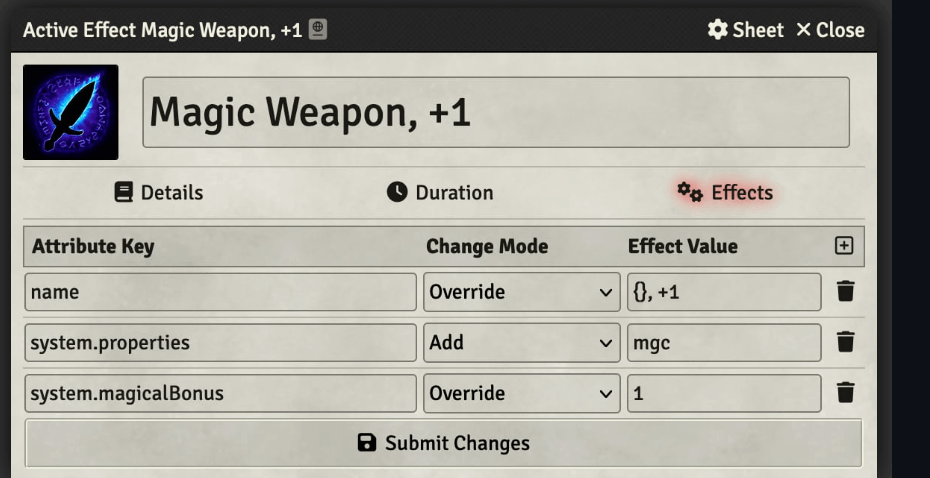 Active Effect Magic Weapon, +1 Sheet Close
Magic Weapon, +1
Details Duration Effects
Attribute Key Change Mode Effect Value
name Override {}, +1
system.properties Add mgc
system.magicalBonus Override 1
Submit Changes